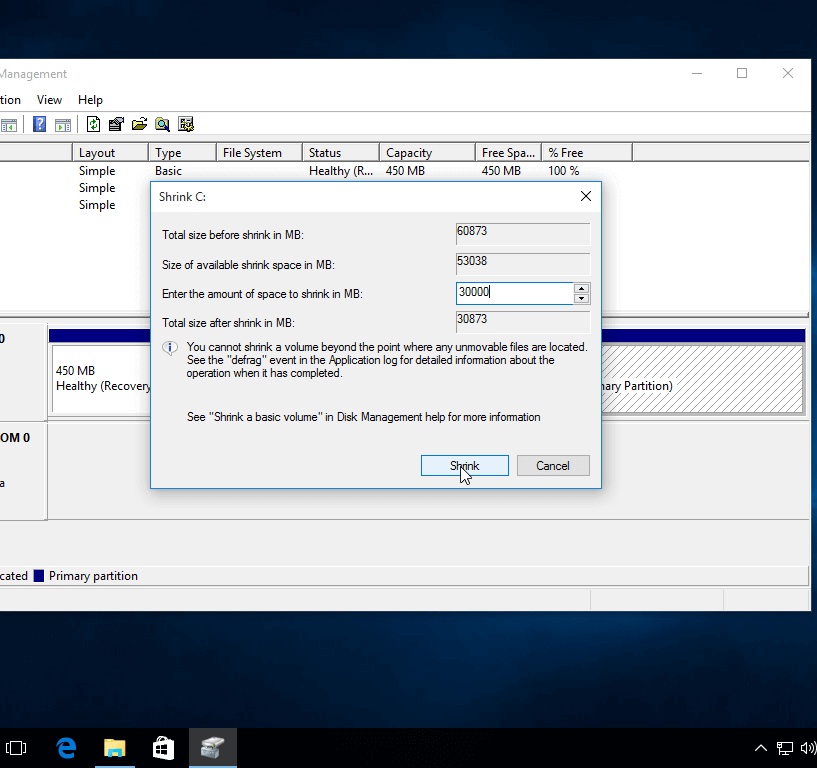 Management
tion View Help
Layout Type File System Status Capacity Free Spa... % Free
Simple Basic Healthy (R... 450 MB 450 MB 100 %
Simple
Simple
Shrink C:
Total size before shrink in MB: 60873
Size of available shrink space in MB: 53038
Enter the amount of space to shrink in MB: 30000
Total size after shrink in MB: 30873
You cannot shrink a volume beyond the point where any unmovable files are located.
See the "defrag" event in the Application log for detailed information about the
operation when it has completed.
See "Shrink a basic volume" in Disk Management help for more information
Shrink Cancel
0
450 MB
Healthy (Recovery nary Partition)
OM 0
a
cated Primary partition